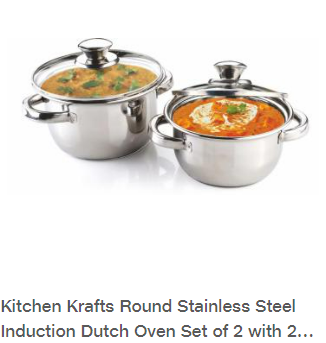 Kitchen Krafts Round Stainless Steel
Induction Dutch Oven Set of 2 with 2...